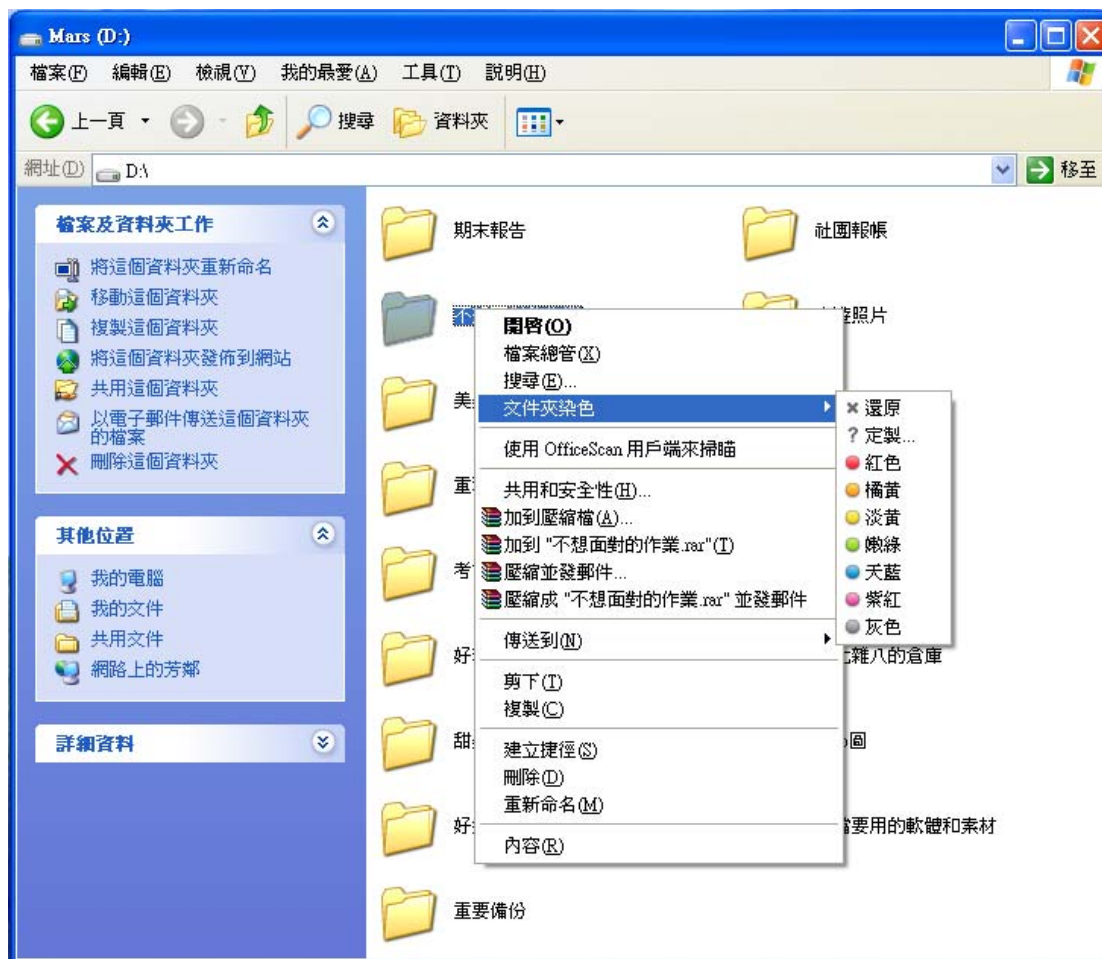 Mars (D:)
檔案(F) 編輯(E) 檢視(V) 我的最愛(A) 工具(T) 說明(H)
上一頁 搜尋 資料夾
網址(D) D:\ 移至
檔案及資料夾工作
將這個資料夾重新命名
移動這個資料夾
複製這個資料夾
將這個資料夾發佈到網站
共用這個資料夾
以電子郵件傳送這個資料夾
的檔案
刪除這個資料夾
其他位置
我的電腦
我的文件
共用文件
網路上的芳鄰
詳細資料
期末報告
社團報帳
不
照片
美
重
考
好
雜八的倉庫
甜
圖
好
要用的軟體和素材
重要備份
開啓(O)
檔案總管(X)
搜尋(E)...
文件夾染色
使用 OfficeScan 用戶端來掃瞄
共用和安全性(H)...
加到壓縮檔(A)...
加到 "不想面對的作業.rar"(T)
壓縮並發郵件...
壓縮成 "不想面對的作業.rar" 並發郵件
傳送到(N)
剪下(T)
複製(C)
建立捷徑(S)
刪除(D)
重新命名(M)
內容(R)
還原
? 定製...
紅色
橘黃
淡黃
嫩綠
天藍
紫紅
灰色